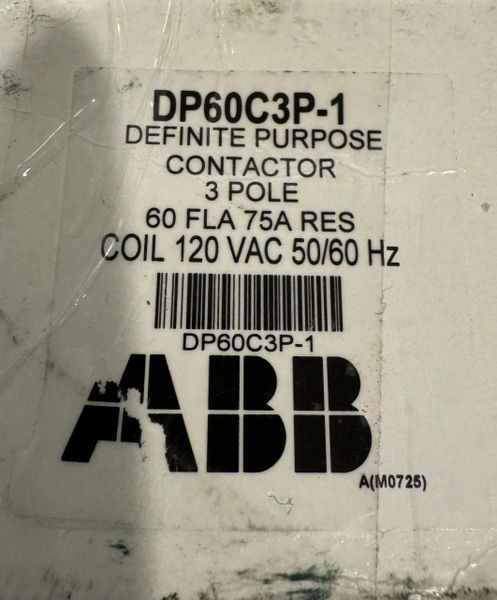 DP60C3P-1
DEFINITE PURPOSE
CONTACTOR
3 POLE
60 FLA 75A RES
COIL 120 VAC 50/60 Hz
DP60C3P-1
ABB
A(M0725)